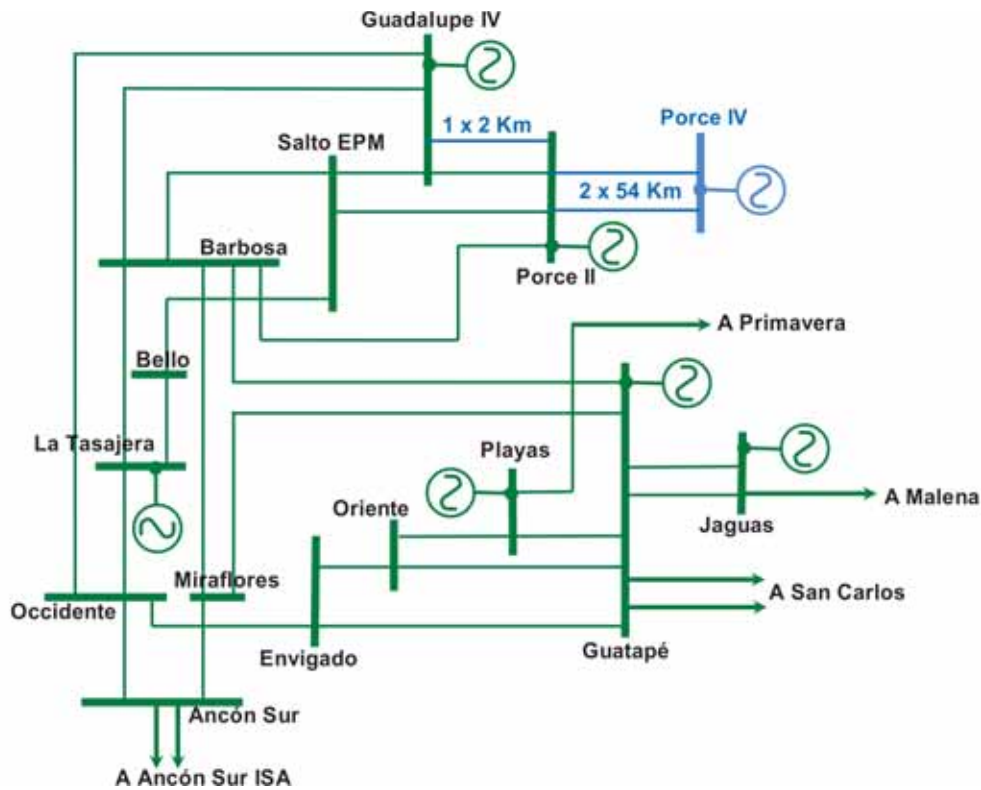 Guadalupe IV
1 x 2 Km
Porce IV
Salto EPM
2 x 54 Km
Barbosa
Porce II
A Primavera
Bello
La Tasajera
Playas
Oriente
A Malena
Jaguas
Miraflores
A San Carlos
Occidente
Envigado
Guatapé
Ancón Sur
A Ancón Sur ISA